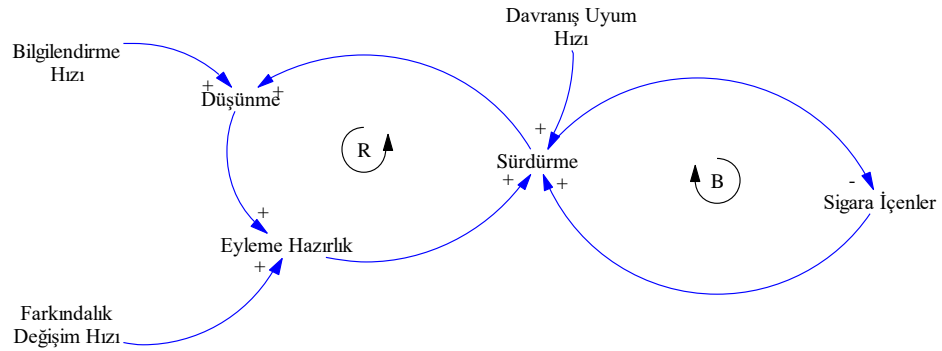 Davranış Uyum
Hızı
Bilgilendirme
Hızı
+
+
Düşünme
+
R
Sürdürme
+
+
B
-
Sigara İçenler
+
Eyleme Hazırlık
+
Farkındalık
Değişim Hızı